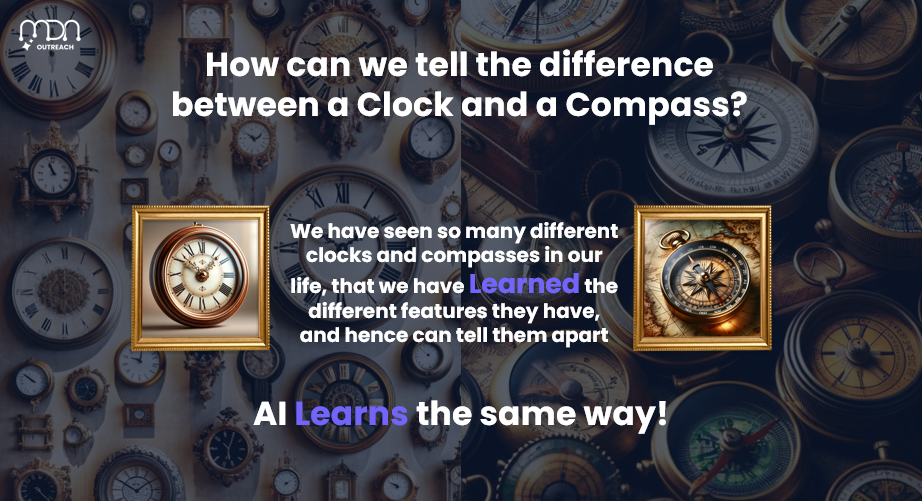 MDN
OUTREACH
How can we tell the difference
between a Clock and a Compass?
We have seen so many different
clocks and compasses in our
life, that we have Learned the
different features they have,
and hence can tell them apart
AI Learns the same way!